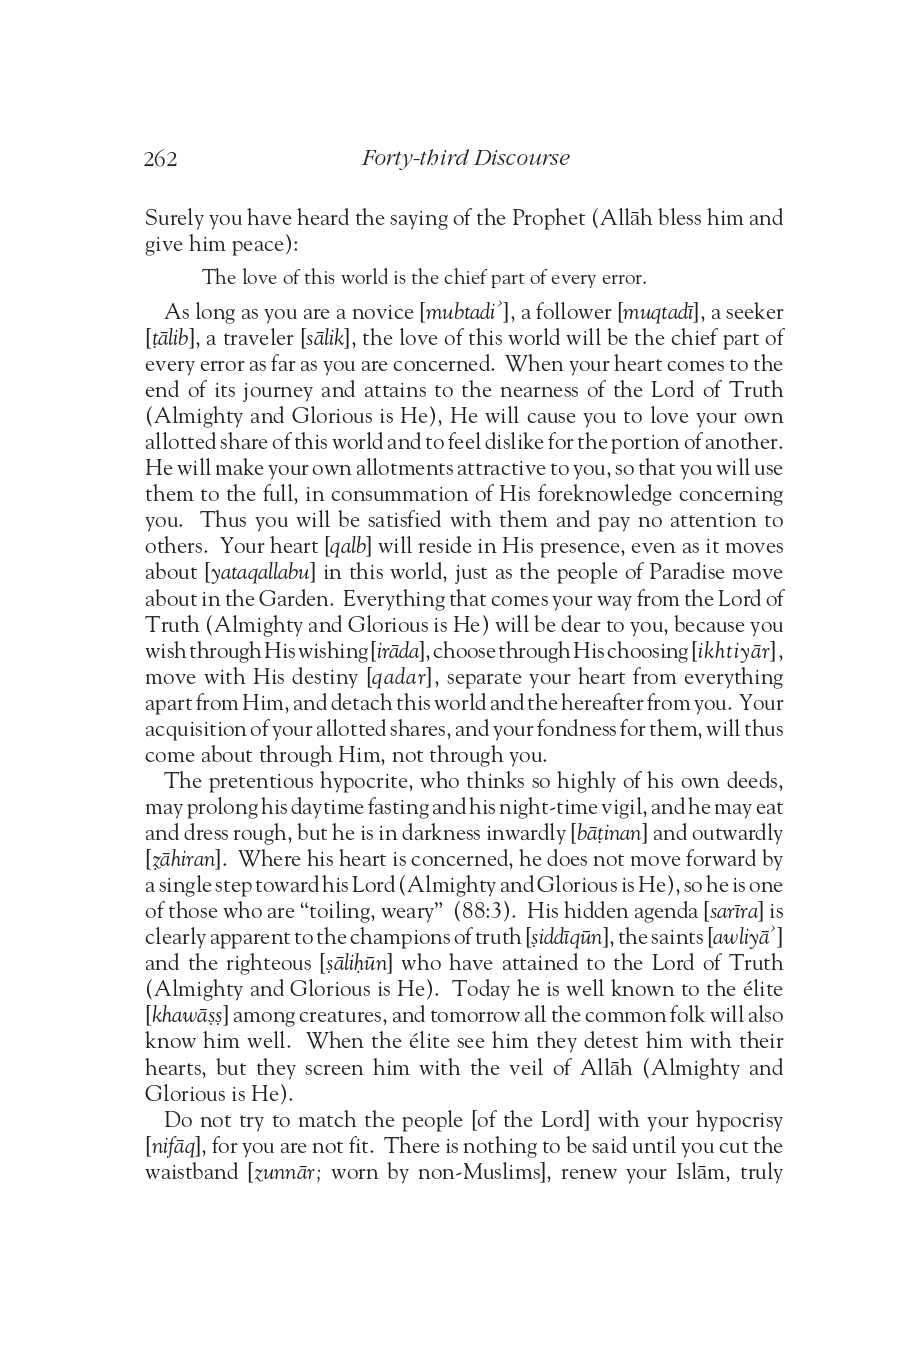 262 Forty-third Discourse
Surely you have heard the saying of the Prophet (Allāh bless him and
give him peace):
The love of this world is the chief part of every error.
As long as you are a novice [mubtadiʾ], a follower [muqtadī], a seeker
[ṭālib], a traveler [sālik], the love of this world will be the chief part of
every error as far as you are concerned. When your heart comes to the
end of its journey and attains to the nearness of the Lord of Truth
(Almighty and Glorious is He), He will cause you to love your own
allotted share of this world and to feel dislike for the portion of another.
He will make your own allotments attractive to you, so that you will use
them to the full, in consummation of His foreknowledge concerning
you. Thus you will be satisfied with them and pay no attention to
others. Your heart [qalb] will reside in His presence, even as it moves
about [yataqallabu] in this world, just as the people of Paradise move
about in the Garden. Everything that comes your way from the Lord of
Truth (Almighty and Glorious is He) will be dear to you, because you
wish through His wishing [irāda], choose through His choosing [ikhtiyār],
move with His destiny [qadar], separate your heart from everything
apart from Him, and detach this world and the hereafter from you. Your
acquisition of your allotted shares, and your fondness for them, will thus
come about through Him, not through you.
The pretentious hypocrite, who thinks so highly of his own deeds,
may prolong his daytime fasting and his night-time vigil, and he may eat
and dress rough, but he is in darkness inwardly [bāṭinan] and outwardly
[ẓāhiran]. Where his heart is concerned, he does not move forward by
a single step toward his Lord (Almighty and Glorious is He), so he is one
of those who are “toiling, weary” (88:3). His hidden agenda [sarīra] is
clearly apparent to the champions of truth [ṣiddīqūn], the saints [awliyāʾ]
and the righteous [ṣāliḥūn] who have attained to the Lord of Truth
(Almighty and Glorious is He). Today he is well known to the élite
[khawāṣṣ] among creatures, and tomorrow all the common folk will also
know him well. When the élite see him they detest him with their
hearts, but they screen him with the veil of Allāh (Almighty and
Glorious is He).
Do not try to match the people [of the Lord] with your hypocrisy
[nifāq], for you are not fit. There is nothing to be said until you cut the
waistband [zunnār; worn by non-Muslims], renew your Islām, truly